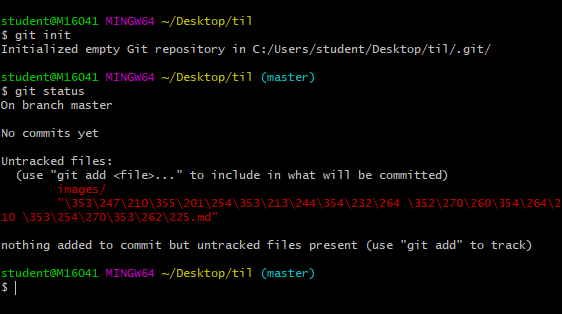 student@M16041 MINGW64 ~/Desktop/til
$ git init
Initialized empty Git repository in C:/Users/student/Desktop/til/.git/
student@M16041 MINGW64 ~/Desktop/til (master)
$ git status
On branch master
No commits yet
Untracked files:
(use "git add <file>..." to include in what will be committed)
images/
"\353\247\210\355\201\254\353\213\244\354\232\264 \352\270\260\354\264\2
10 \353\254\270\353\262\225.md"
nothing added to commit but untracked files present (use "git add" to track)
student@M16041 MINGW64 ~/Desktop/til (master)
$